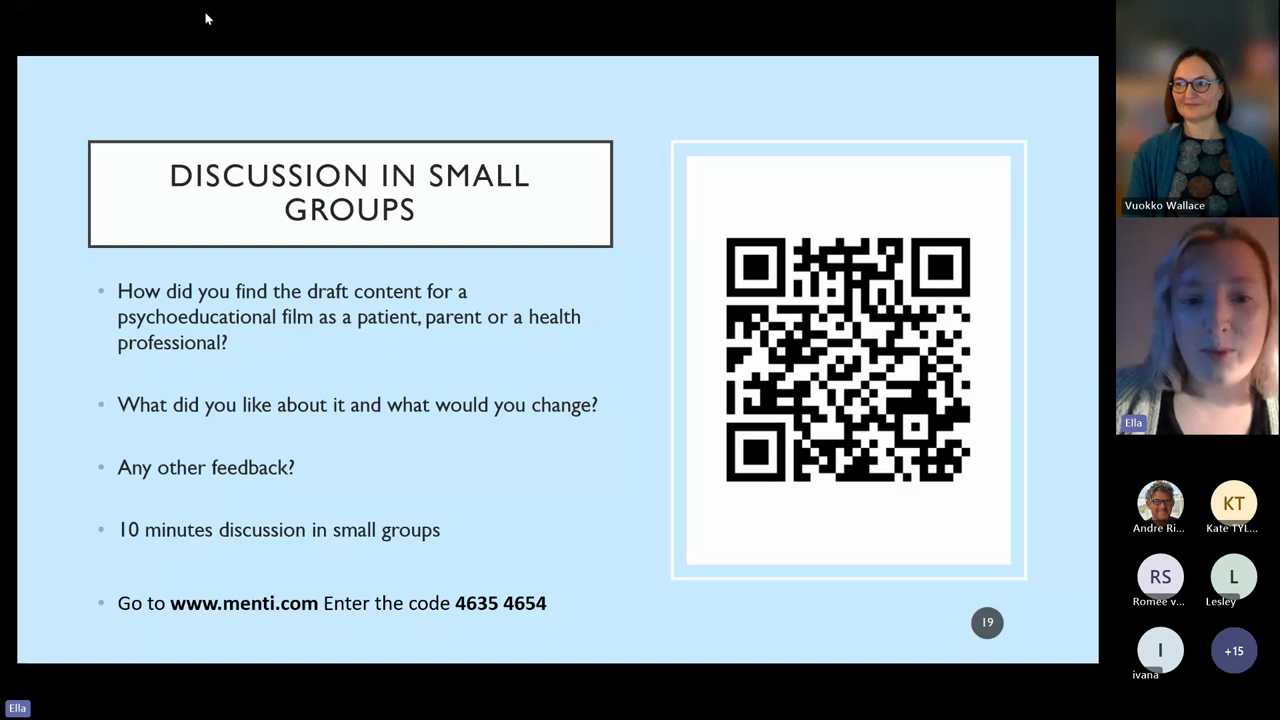 DISCUSSION IN SMALL
GROUPS
• How did you find the draft content for a
psychoeducational film as a patient, parent or a health
professional?
• What did you like about it and what would you change?
• Any other feedback?
• 10 minutes discussion in small groups
• Go to www.menti.com Enter the code 4635 4654
19
Vuokko Wallace
Ella
Andre Ri...
KT
Kate TYL...
RS
Romee v...
L
Lesley
I
ivana
+15
Ella